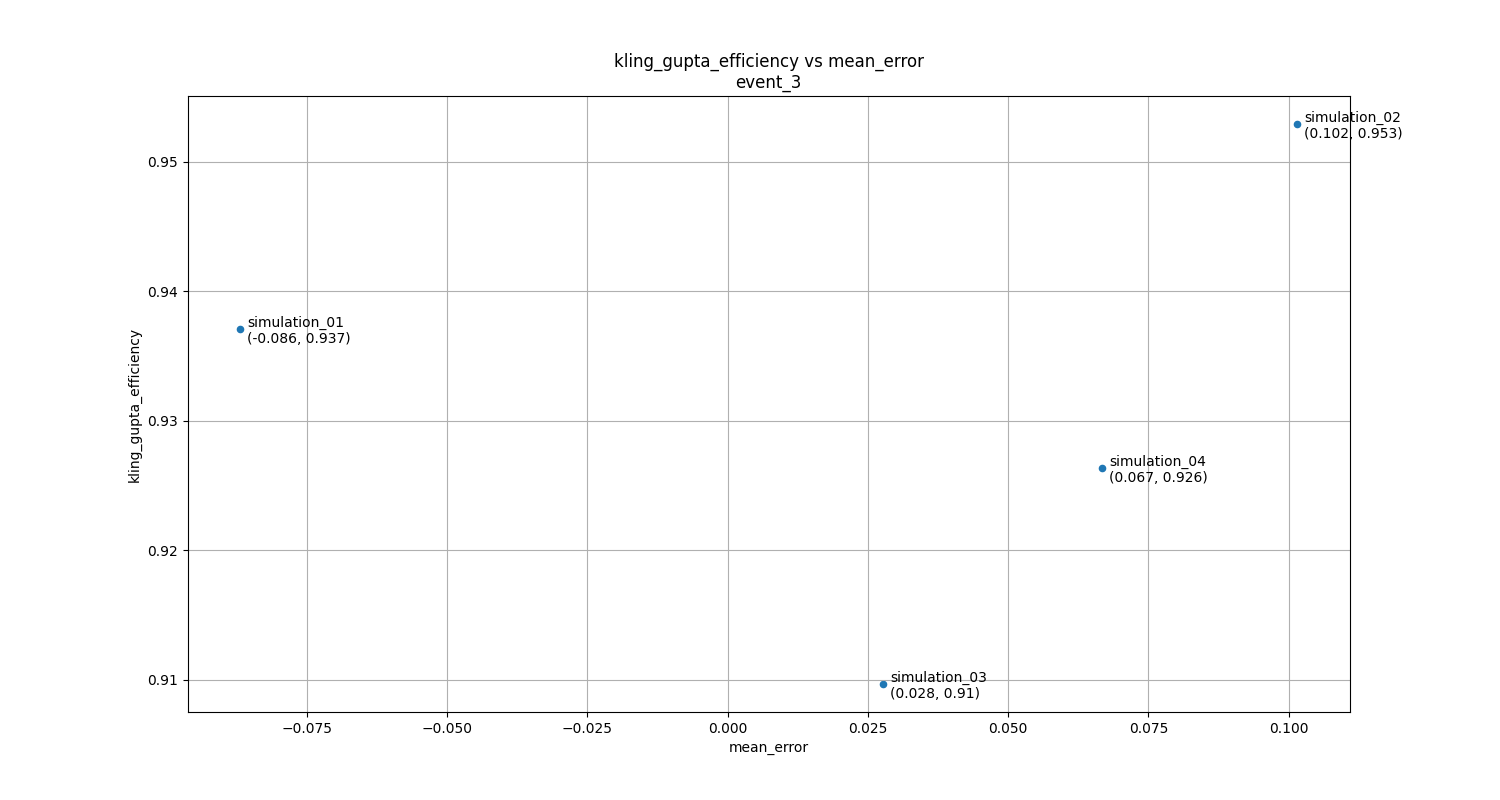 kling_gupta_efficiency vs mean_error
event_3
simulation_02
(0.102, 0.953)
0.95
0.94
simulation_01
(-0.086, 0.937)
kling_gupta_efficiency
0.93
simulation_04
(0.067, 0.926)
0.92
simulation_03
(0.028, 0.91)
0.91
−0.075 −0.050 −0.025 0.000 0.025 0.050 0.075 0.100
mean_error